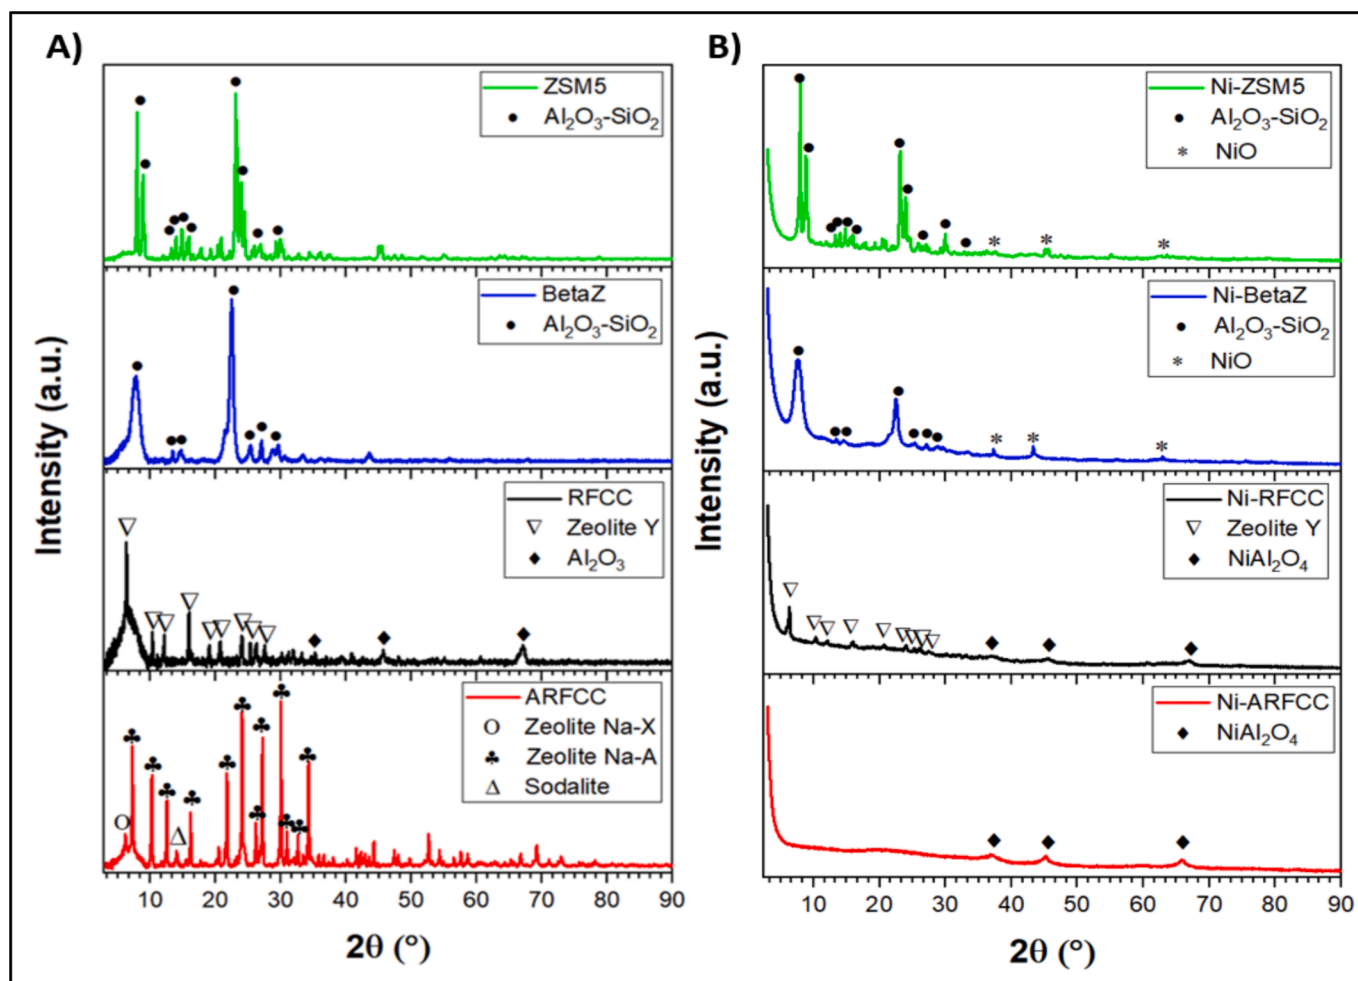 A)
B)
Intensity (a.u.)
ZSM5
• Al₂O₃-SiO₂
BetaZ
• Al₂O₃-SiO₂
RFCC
▽ Zeolite Y
◆ Al₂O₃
ARFCC
O Zeolite Na-X
♣ Zeolite Na-A
Δ Sodalite
10 20 30 40 50 60 70 80 90
2θ (°)
Intensity (a.u.)
Ni-ZSM5
• Al₂O₃-SiO₂
* NiO
Ni-BetaZ
• Al₂O₃-SiO₂
* NiO
Ni-RFCC
▽ Zeolite Y
◆ NiAl₂O₄
Ni-ARFCC
◆ NiAl₂O₄
10 20 30 40 50 60 70 80 90
2θ (°)